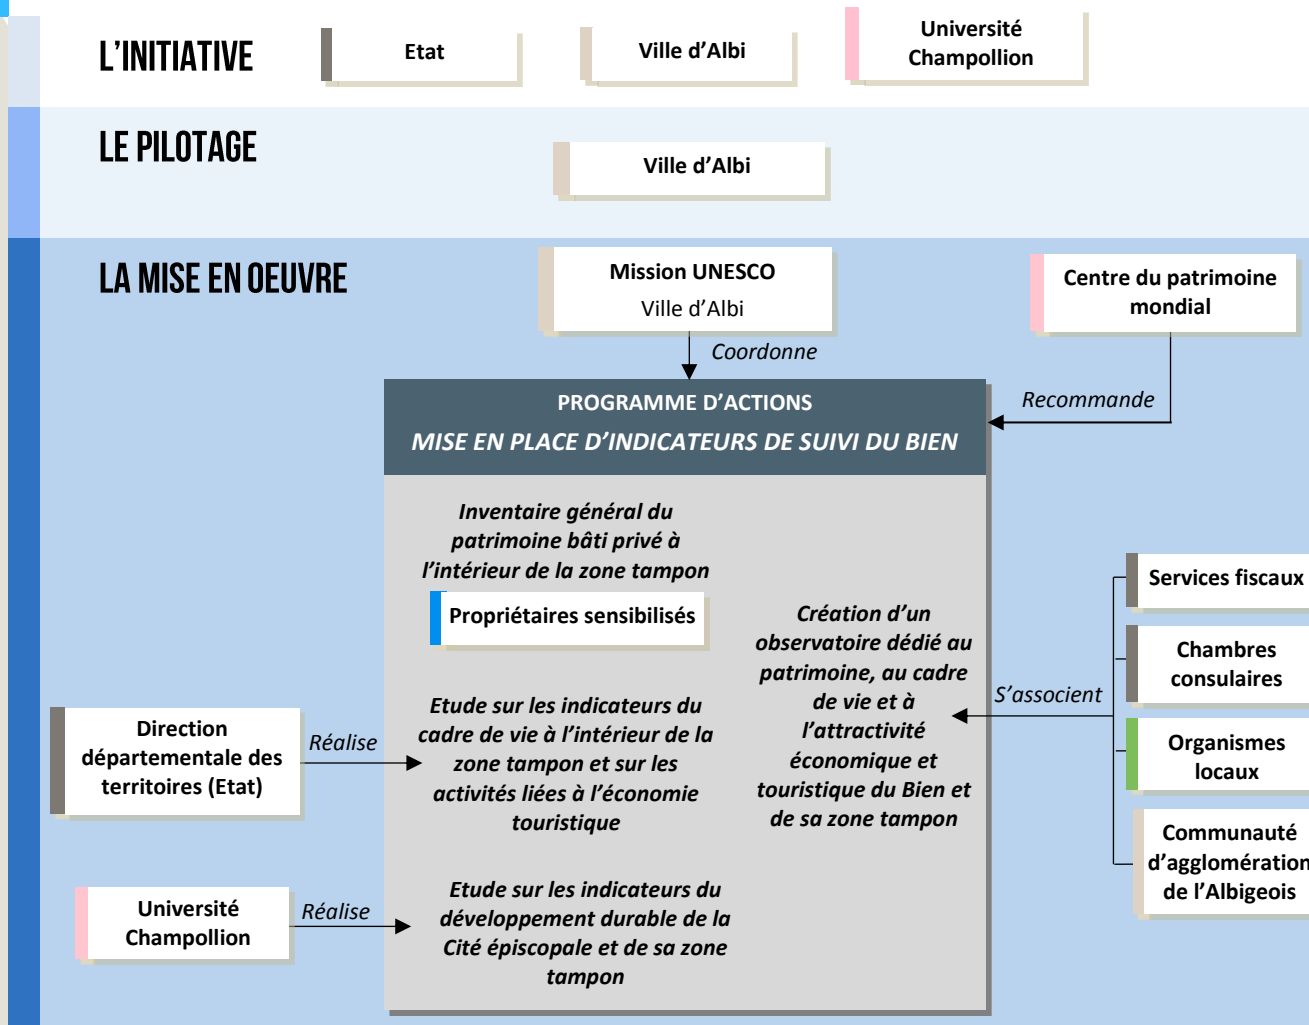 L'INITIATIVE
Etat
Ville d'Albi
Université
Champollion
LE PILOTAGE
Ville d'Albi
LA MISE EN OEUVRE
Mission UNESCO
Ville d'Albi
Centre du patrimoine
mondial
Coordonne
Recommande
PROGRAMME D'ACTIONS
MISE EN PLACE D'INDICATEURS DE SUIVI DU BIEN
Inventaire général du
patrimoine bâti privé à
l'intérieur de la zone tampon
Propriétaires sensibilisés
Etude sur les indicateurs du
cadre de vie à l'intérieur de la
zone tampon et sur les
activités liées à l'économie
touristique
Etude sur les indicateurs du
développement durable de la
Cité épiscopale et de sa zone
tampon
Création d'un
observatoire dédié au
patrimoine, au cadre
de vie et à
l'attractivité
économique et
touristique du Bien et
de sa zone tampon
Direction
départementale des
territoires (Etat)
Réalise
Université
Champollion
Réalise
S'associent
Services fiscaux
Chambres
consulaires
Organismes
locaux
Communauté
d'agglomération
de l'Albigeois